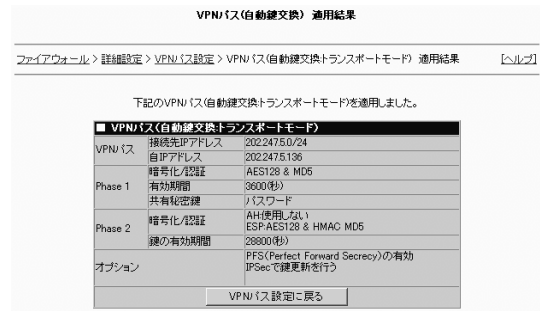 VPNパス(自動鍵交換) 適用結果
ファイアウォール > 詳細設定 > VPNパス設定 > VPNパス(自動鍵交換トランスポートモード) 適用結果 [ヘルプ]
下記のVPNパス(自動鍵交換:トランスポートモード)を適用しました。
■ VPNパス(自動鍵交換:トランスポートモード)
VPNパス 接続先IPアドレス 202.247.5.0/24
自IPアドレス 202.247.5.136
Phase 1 暗号化/認証 AES128 & MD5
有効期間 3600(秒)
共有秘密鍵 パスワード
Phase 2 暗号化/認証 AH:使用しない
ESP:AES128 & HMAC MD5
鍵の有効期間 28800(秒)
オプション PFS(Perfect Forward Secrecy)の有効
IPSecで鍵更新を行う
VPNパス設定に戻る